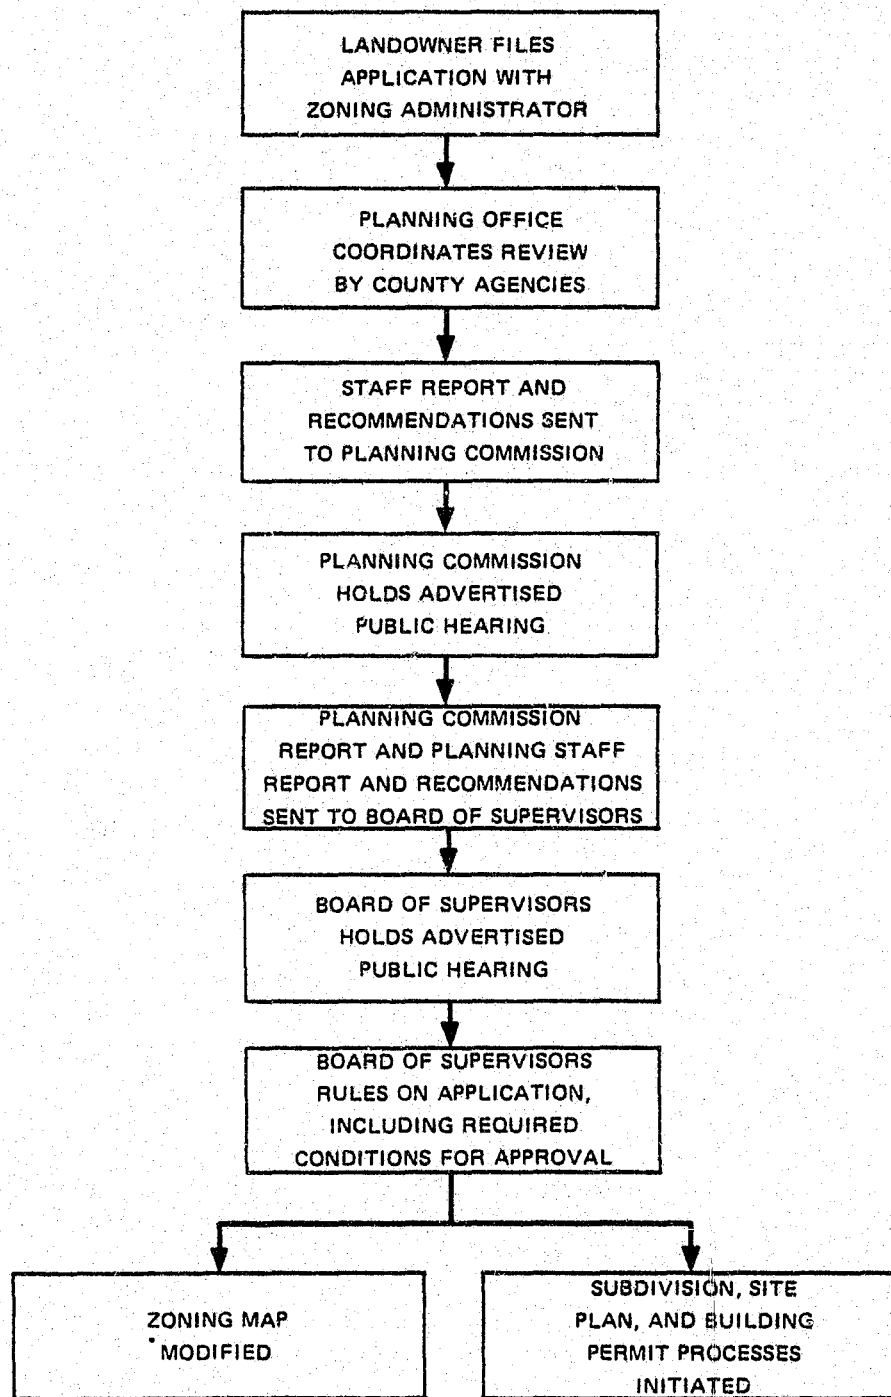 LANDOWNER FILES
APPLICATION WITH
ZONING ADMINISTRATOR
PLANNING OFFICE
COORDINATES REVIEW
BY COUNTY AGENCIES
STAFF REPORT AND
RECOMMENDATIONS SENT
TO PLANNING COMMISSION
PLANNING COMMISSION
HOLDS ADVERTISED
PUBLIC HEARING
PLANNING COMMISSION
REPORT AND PLANNING STAFF
REPORT AND RECOMMENDATIONS
SENT TO BOARD OF SUPERVISORS
BOARD OF SUPERVISORS
HOLDS ADVERTISED
PUBLIC HEARING
BOARD OF SUPERVISORS
RULES ON APPLICATION,
INCLUDING REQUIRED
CONDITIONS FOR APPROVAL
ZONING MAP
MODIFIED
SUBDIVISION, SITE
PLAN, AND BUILDING
PERMIT PROCESSES
INITIATED